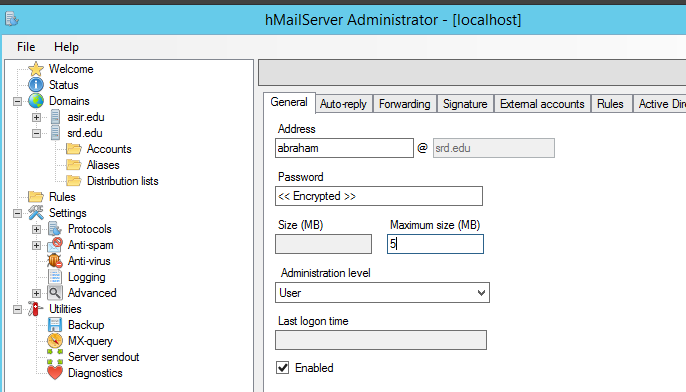 hMailServer Administrator - [localhost]
File Help
Welcome
Status
Domains
asir.edu
srd.edu
Accounts
Aliases
Distribution lists
Rules
Settings
Protocols
Anti-spam
Anti-virus
Logging
Advanced
Utilities
Backup
MX-query
Server sendout
Diagnostics
General Auto-reply Forwarding Signature External accounts Rules Active Dire
Address
abraham @ srd.edu
Password
<< Encrypted >>
Size (MB) Maximum size (MB)
5
Administration level
User
Last logon time
Enabled